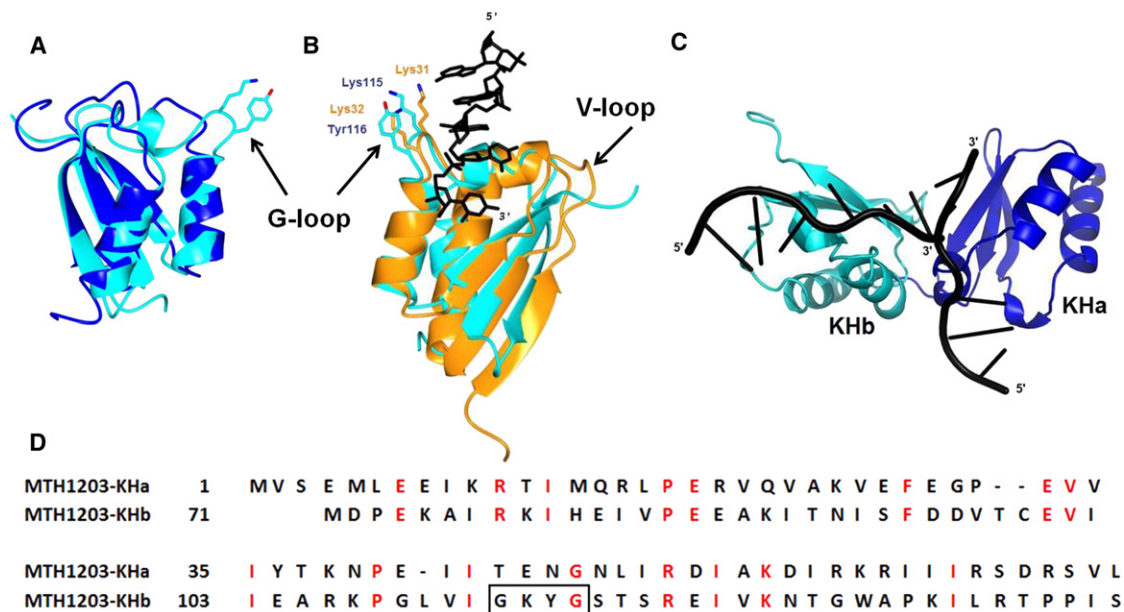 A
G-loop
B
5'
Lys31
Lys115
Lys32
Tyr116
V-loop
3'
C
5'
3'
3'
KHb
KHa
5'
D
MTH1203-KHa 1 M V S E M L E E I K R T I M Q R L P E R V Q V A K V E F E G P - - E V V
MTH1203-KHb 71 M D P E K A I R K I H E I V P E E A K I T N I S F D D V T C E V I
MTH1203-KHa 35 I Y T K N P E - I I T E N G N L I R D I A K D I R K R I I I R S D R S V L
MTH1203-KHb 103 I E A R K P G L V I G K Y G S T S R E I V K N T G W A P K I L R T P P I S